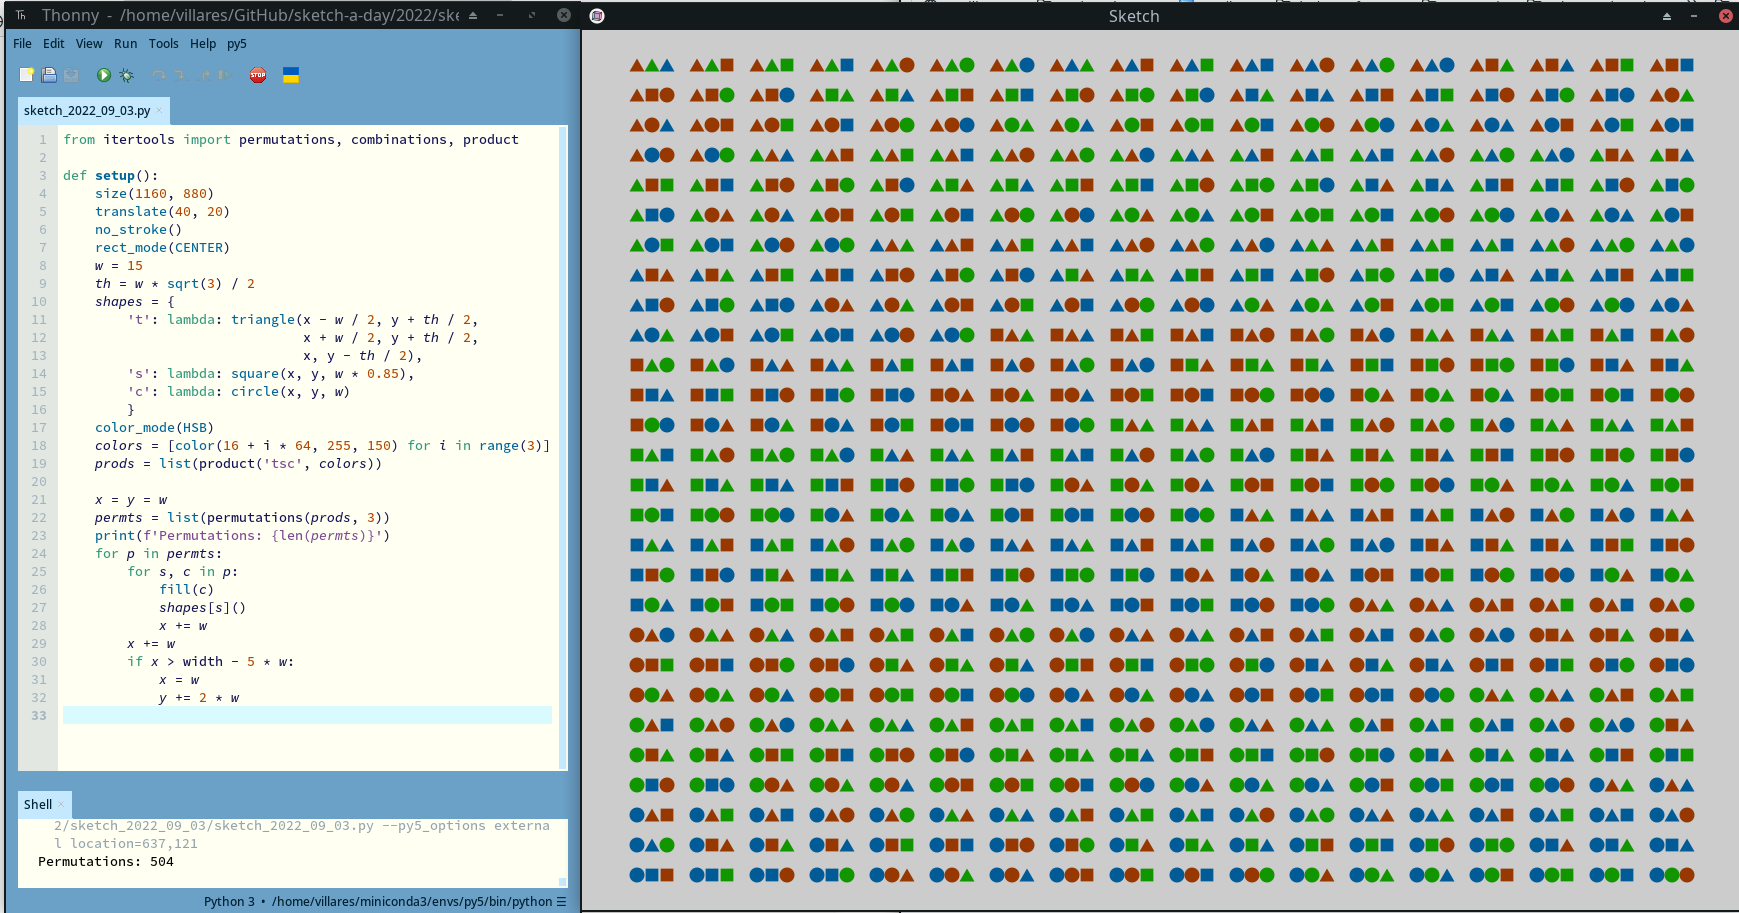 Th Thonny - /home/villares/GitHub/sketch-a-day/2022/ske
Sketch
File Edit View Run Tools Help py5
STOP
sketch_2022_09_03.py ×
1 from itertools import permutations, combinations, product
2
3 def setup():
4     size(1160, 880)
5     translate(40, 20)
6     no_stroke()
7     rect_mode(CENTER)
8     w = 15
9     th = w * sqrt(3) / 2
10     shapes = {
11         't': lambda: triangle(x - w / 2, y + th / 2,
12                               x + w / 2, y + th / 2,
13                               x, y - th / 2),
14         's': lambda: square(x, y, w * 0.85),
15         'c': lambda: circle(x, y, w)
16         }
17     color_mode(HSB)
18     colors = [color(16 + i * 64, 255, 150) for i in range(3)]
19     prods = list(product('tsc', colors))
20
21     x = y = w
22     permts = list(permutations(prods, 3))
23     print(f'Permutations: {len(permts)}')
24     for p in permts:
25         for s, c in p:
26             fill(c)
27             shapes[s]()
28             x += w
29         x += w
30         if x > width - 5 * w:
31             x = w
32             y += 2 * w
33
Shell ×
2/sketch_2022_09_03/sketch_2022_09_03.py --py5_options externa
l location=637,121
Permutations: 504
Python 3 • /home/villares/miniconda3/envs/py5/bin/python ☰